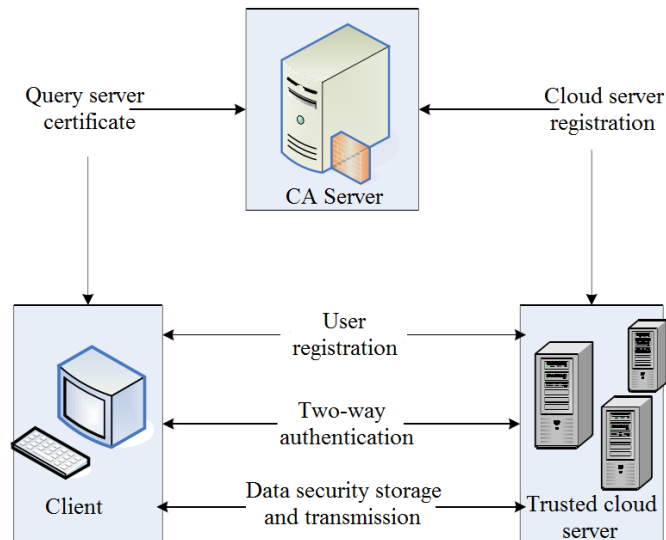 Query server
certificate
Cloud server
registration
CA Server
User
registration
Two-way
authentication
Data security storage
and transmission
Client
Trusted cloud
server